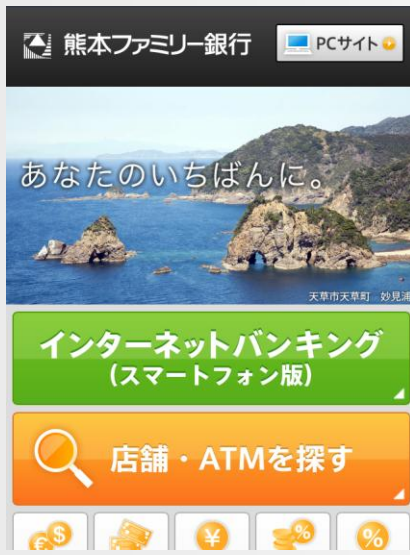 熊本ファミリー銀行
PCサイト
あなたのいちばんに。
天草市天草町 妙見浦
インターネットバンキング
(スマートフォン版)
店舗・ATMを探す
€ $
¥
%
%